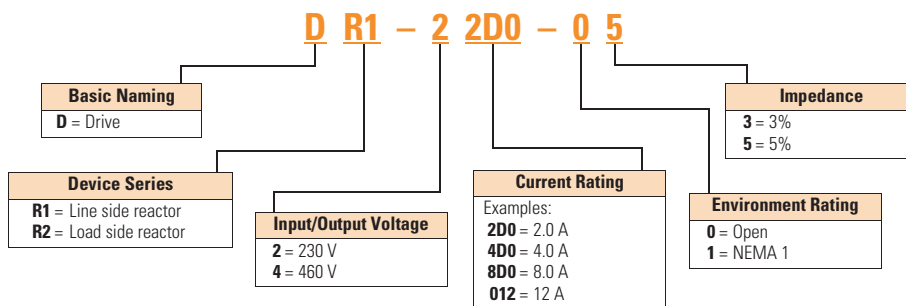 D R1 – 2 2D0 – 0 5
Basic Naming
D = Drive
Device Series
R1 = Line side reactor
R2 = Load side reactor
Input/Output Voltage
2 = 230 V
4 = 460 V
Current Rating
Examples:
2D0 = 2.0 A
4D0 = 4.0 A
8D0 = 8.0 A
012 = 12 A
Environment Rating
0 = Open
1 = NEMA 1
Impedance
3 = 3%
5 = 5%